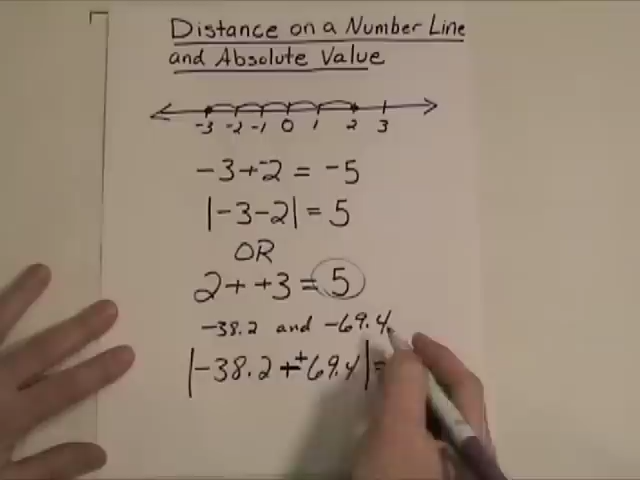 Distance on a Number Line
and Absolute Value
-3 -2 -1 0 1 2 3
-3+-2 = -5
|-3-2| = 5
OR
2++3 = 5
-38.2 and -69.4
|-38.2 ++69.4| =